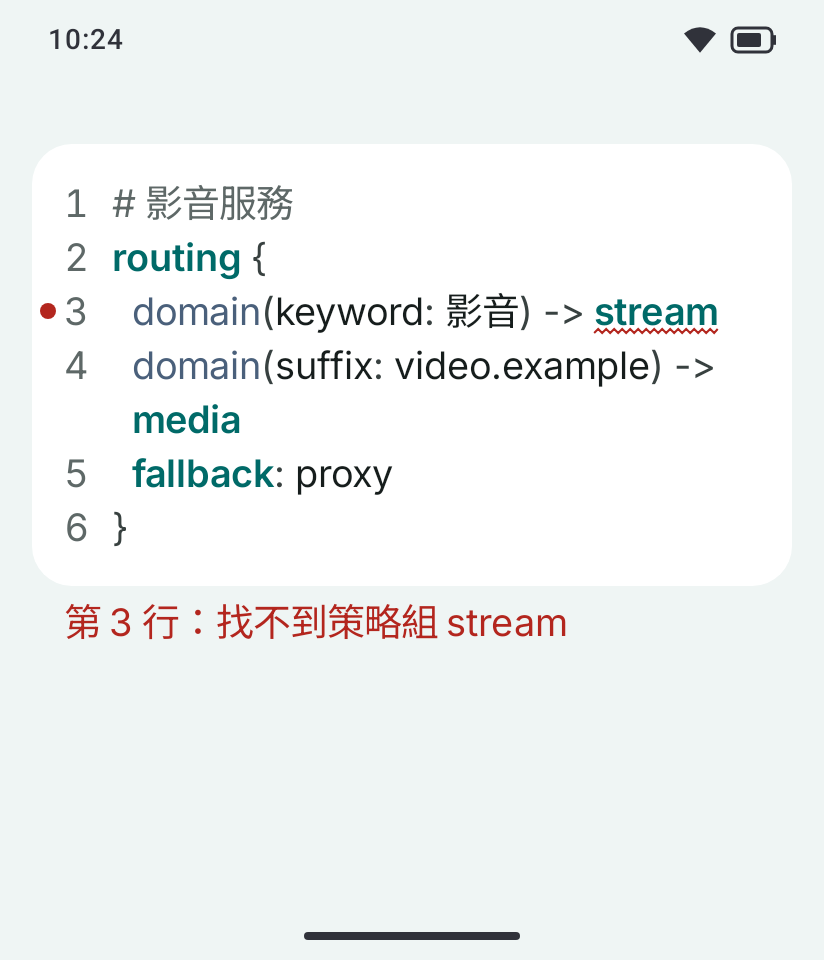 10:24
1 # 影音服務
2 routing {
3 domain(keyword: 影音) -> stream
4 domain(suffix: video.example) ->
media
5 fallback: proxy
6 }
第 3 行：找不到策略組 stream